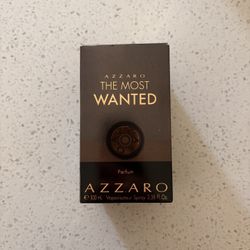 AZZARO
THE MOST
WANTED
Parfum
AZZARO
℮ 100 mL Vaporisateur Spray 3.38 Fl. Oz.